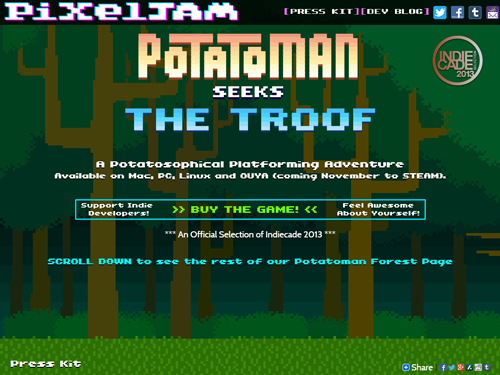 PiXelJAM
[PRESS KIT][DEV BLOG]
POTATOMAN
SEEKS
THE TROOF
INDIE
CADE
2013
A Potatosophical Platforming Adventure
Available on Mac, PC, Linux and OUYA (coming November to STEAM).
Support Indie
Developers!
>> BUY THE GAME! <<
Feel Awesome
About Yourself!
*** An Official Selection of Indiecade 2013 ***
SCROLL DOWN to see the rest of our Potatoman Forest Page
Press Kit
Share